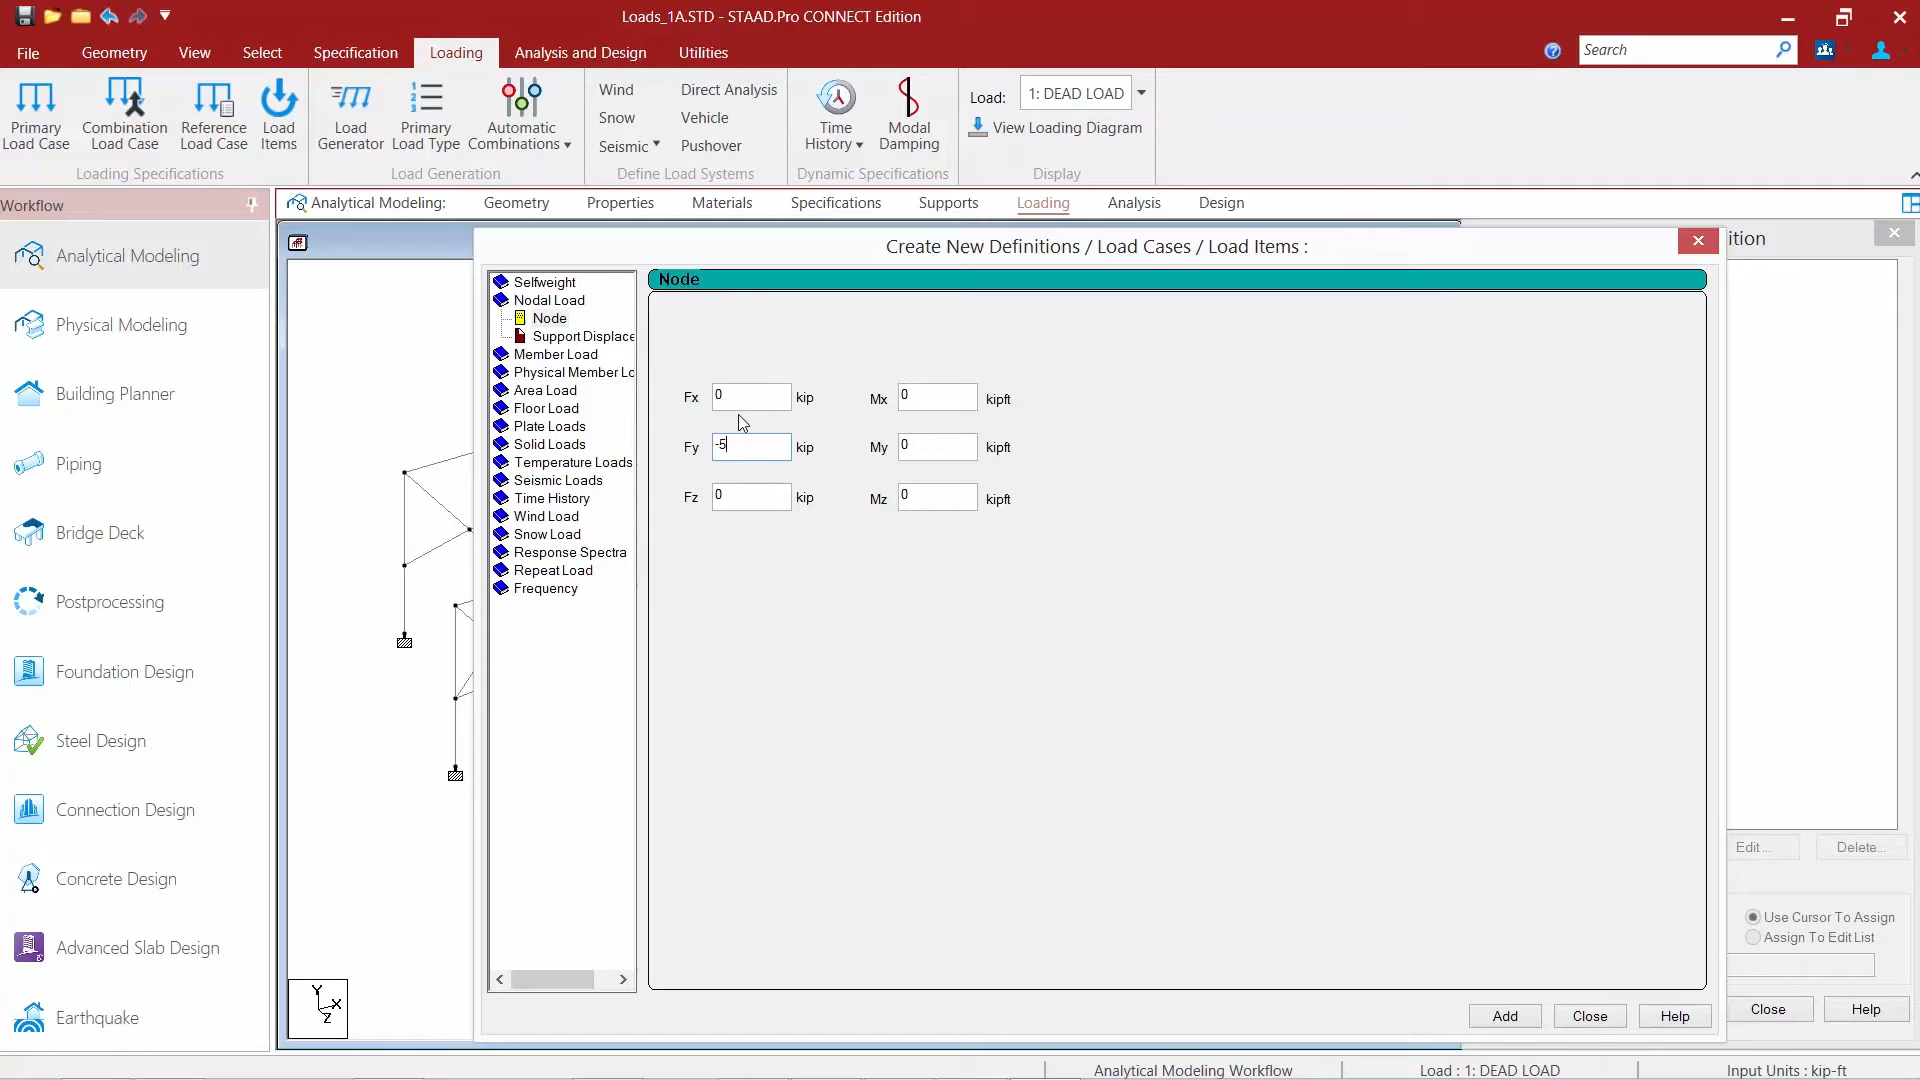 Loads_1A.STD - STAAD.Pro CONNECT Edition
File Geometry View Select Specification Loading Analysis and Design Utilities Search
Primary Load Case
Combination Load Case
Reference Load Case
Load Items
Loading Specifications
Load Generator
Primary Load Type
Automatic Combinations
Load Generation
Wind
Snow
Seismic
Direct Analysis
Vehicle
Pushover
Define Load Systems
Time History
Modal Damping
Dynamic Specifications
Load: 1: DEAD LOAD
View Loading Diagram
Display
Workflow
Analytical Modeling: Geometry Properties Materials Specifications Supports Loading Analysis Design
Analytical Modeling
Physical Modeling
Building Planner
Piping
Bridge Deck
Postprocessing
Foundation Design
Steel Design
Connection Design
Concrete Design
Advanced Slab Design
Earthquake
Y
X
Z
Create New Definitions / Load Cases / Load Items :
Selfweight
Nodal Load
Node
Support Displace
Member Load
Physical Member Lo
Area Load
Floor Load
Plate Loads
Solid Loads
Temperature Loads
Seismic Loads
Time History
Wind Load
Snow Load
Response Spectra
Repeat Load
Frequency
Node
Fx 0 kip Mx 0 kipft
Fy -5 kip My 0 kipft
Fz 0 kip Mz 0 kipft
Add Close Help
ition
Edit... Delete...
Use Cursor To Assign
Assign To Edit List
Close Help
Analytical Modeling Workflow Load : 1: DEAD LOAD Input Units : kip-ft